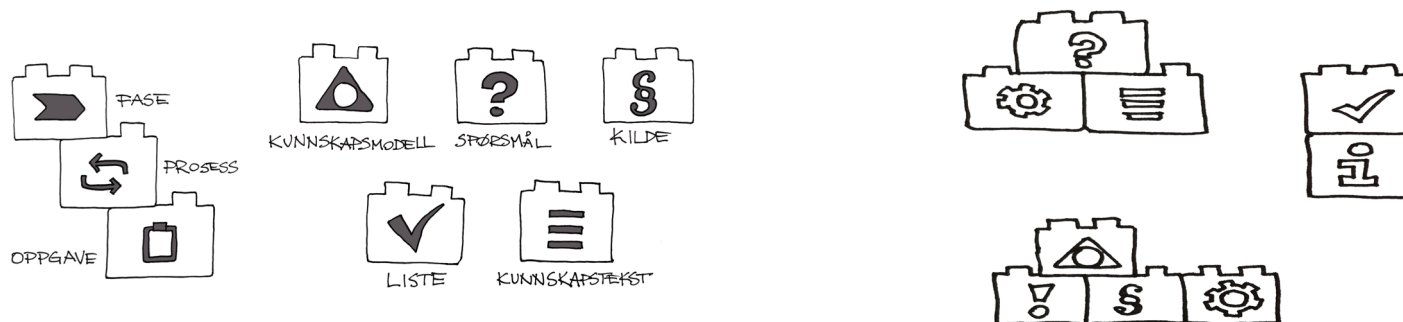 FASE
PROSESS
OPPGAVE
KUNNSKAPSMODELL
SPØRSMÅL
KILDE
LISTE
KUNNSKAPSTEKST